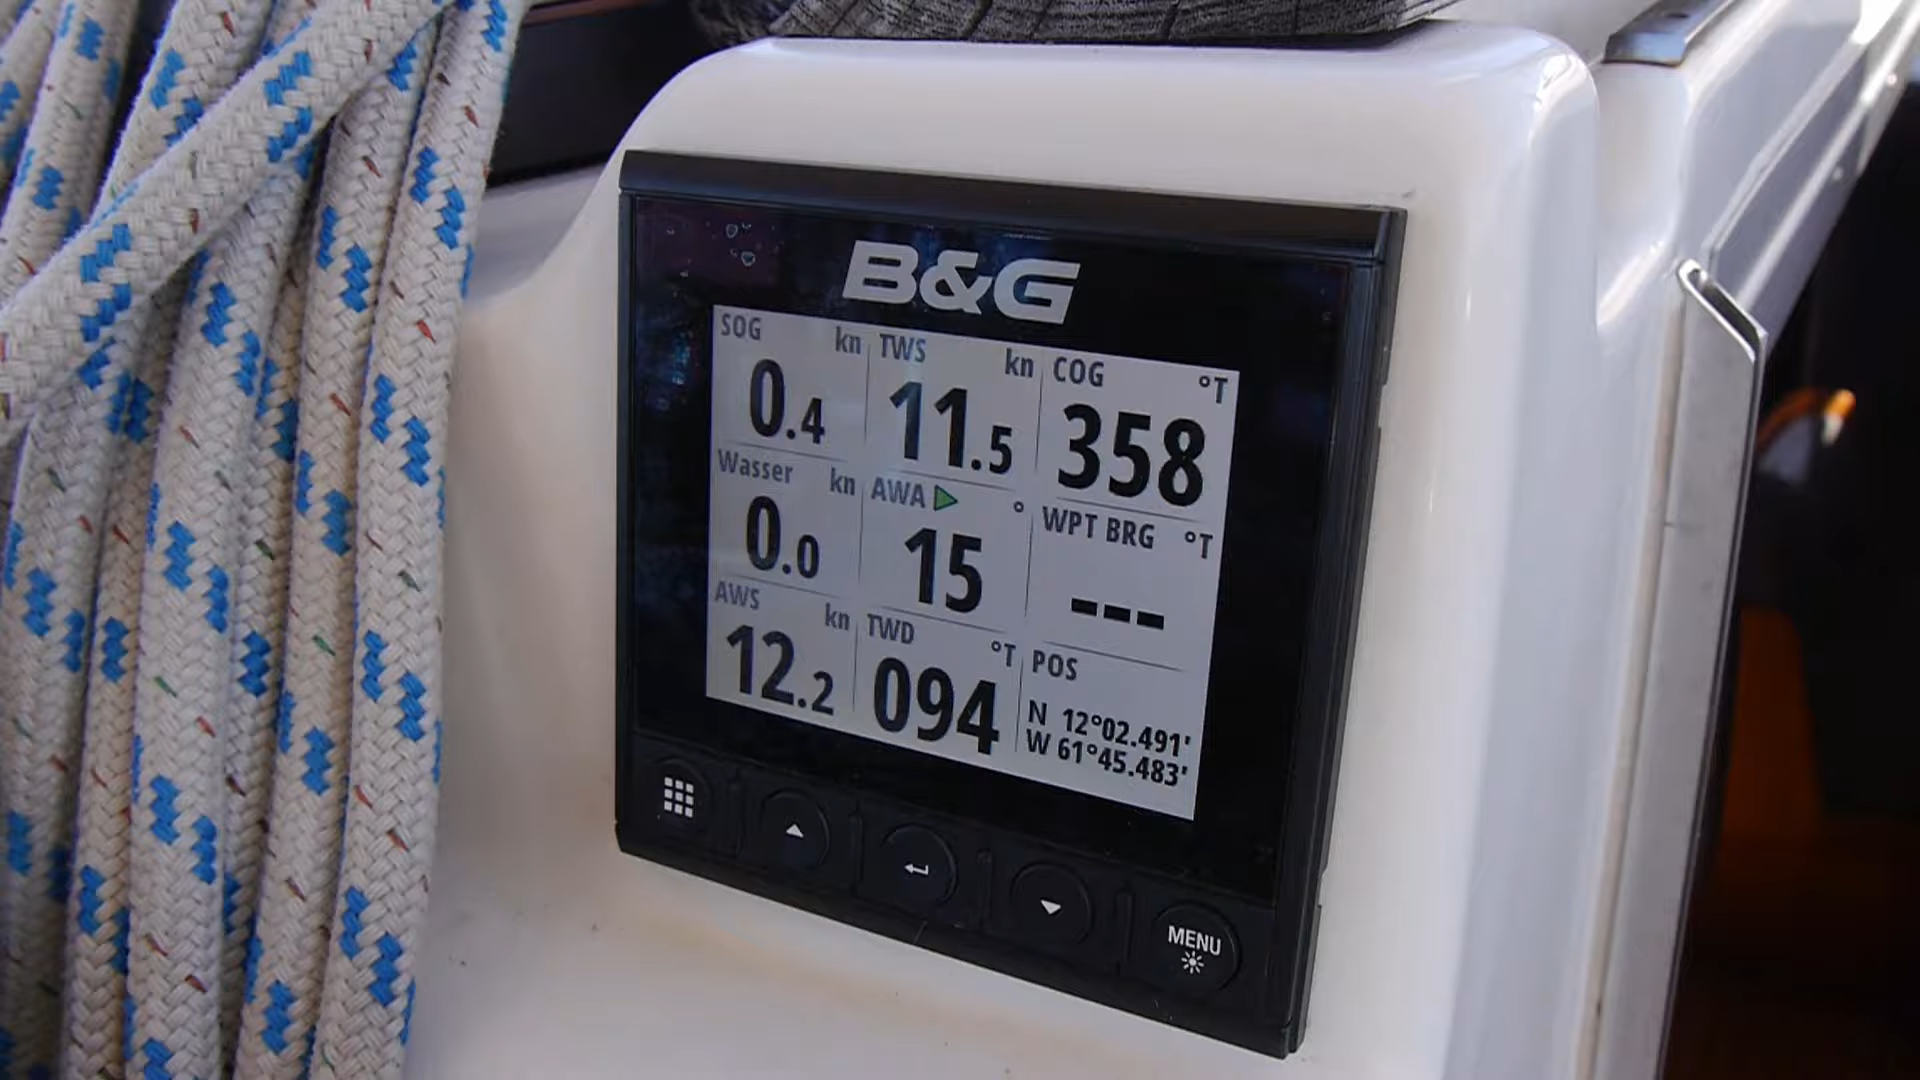 B&G
SOG kn
0.4
TWS kn
11.5
COG °T
358
Wasser kn
0.0
AWA °
15
WPT BRG °T
---
AWS kn
12.2
TWD °T
094
POS
N 12°02.491'
W 61°45.483'
MENU